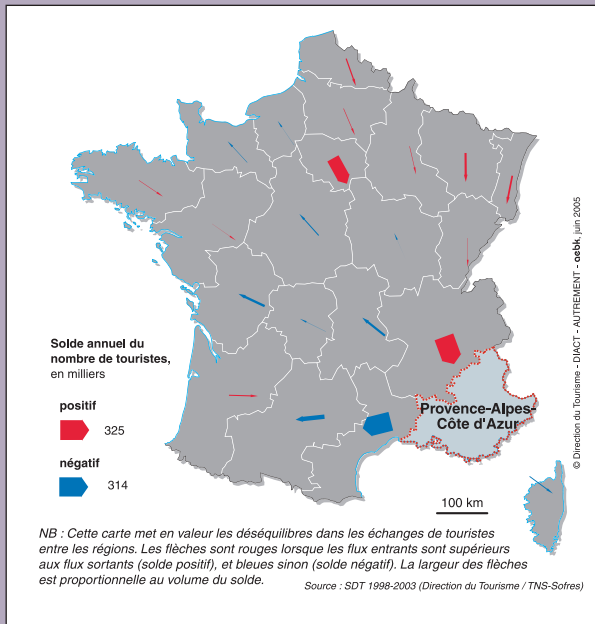 Solde annuel du
nombre de touristes,
en milliers
positif
325
négatif
314
Provence-Alpes-
Côte d'Azur
100 km
© Direction du Tourisme - DIACT - AUTREMENT - aebk, juin 2005
NB : Cette carte met en valeur les déséquilibres dans les échanges de touristes
entre les régions. Les flèches sont rouges lorsque les flux entrants sont supérieurs
aux flux sortants (solde positif), et bleues sinon (solde négatif). La largeur des flèches
est proportionnelle au volume du solde.
Source : SDT 1998-2003 (Direction du Tourisme / TNS-Sofres)